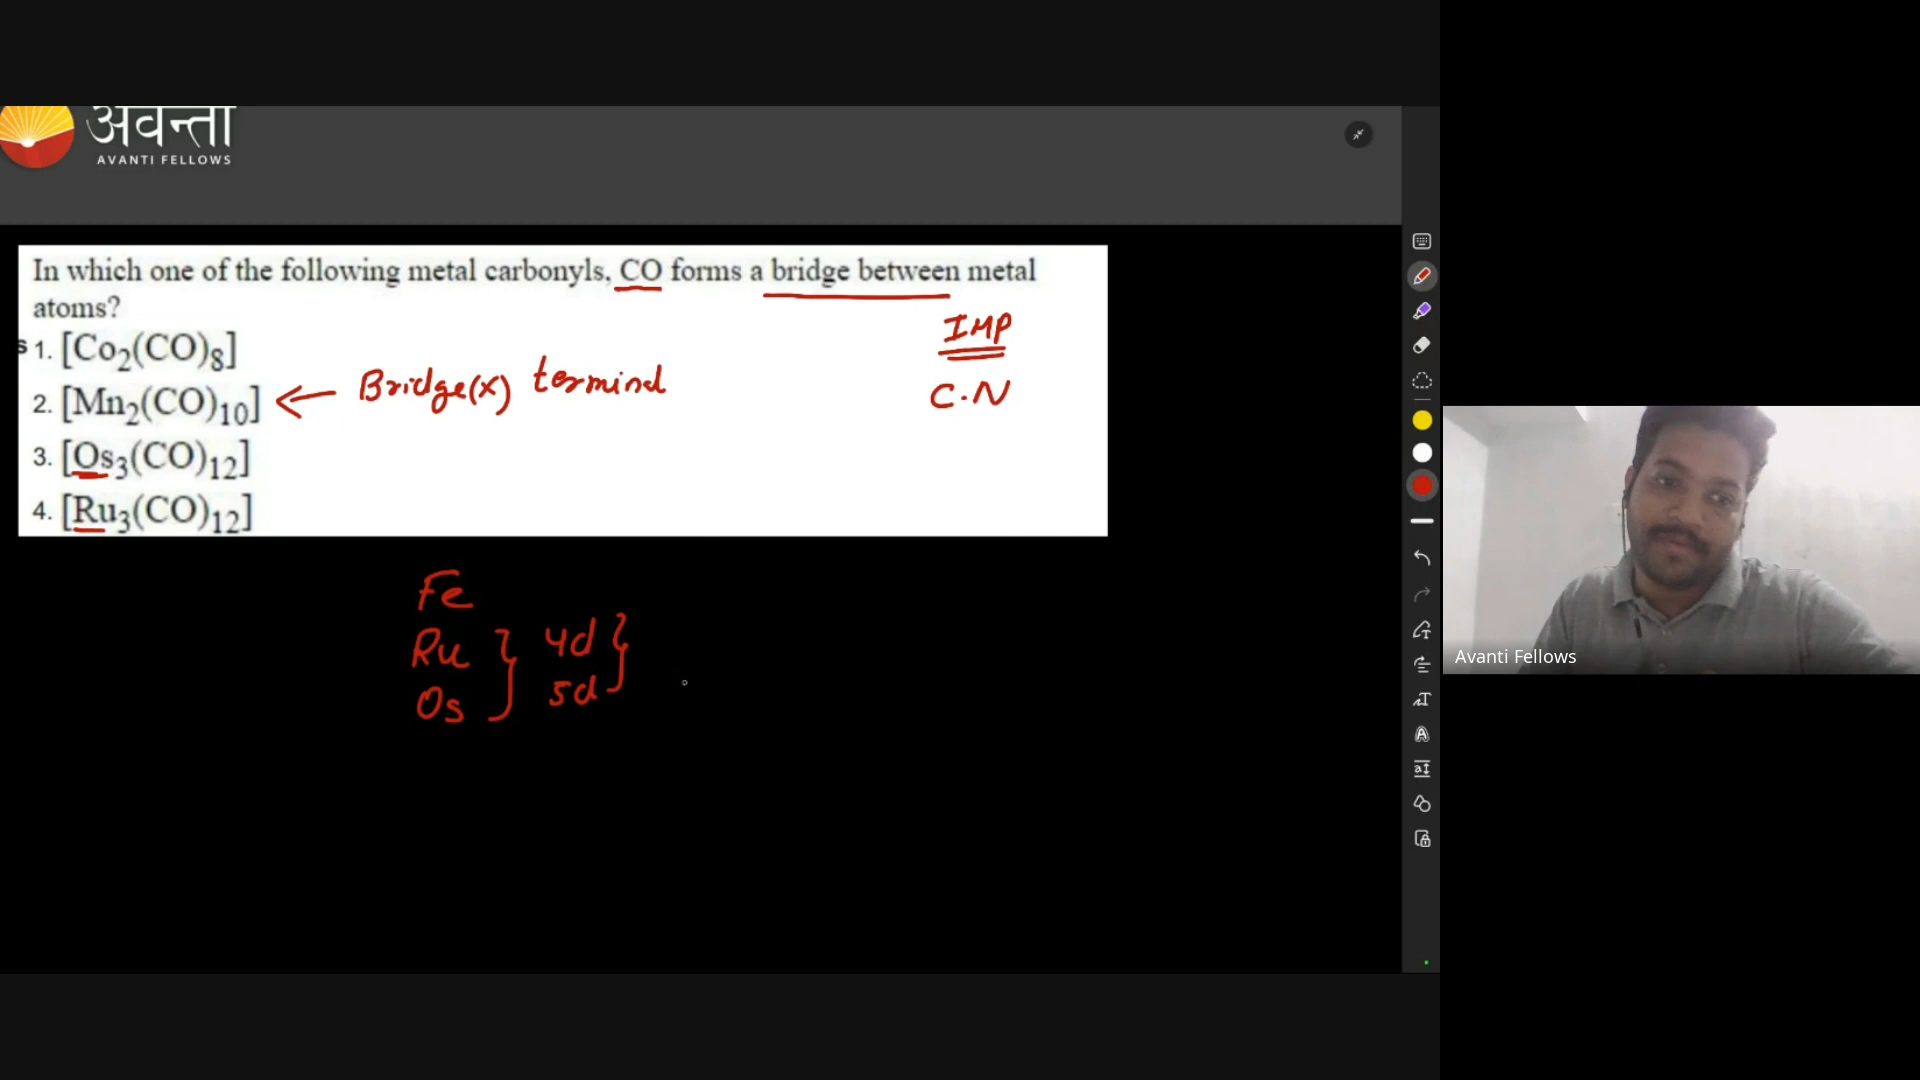 अवन्ती
AVANTI FELLOWS
In which one of the following metal carbonyls, CO forms a bridge between metal
atoms?
IMP
s 1. [Co₂(CO)₈]
2. [Mn₂(CO)₁₀] ← Bridge(x) terminal
C.N
3. [Os₃(CO)₁₂]
4. [Ru₃(CO)₁₂]
Fe
Ru } 4d }
Os 5d
Avanti Fellows